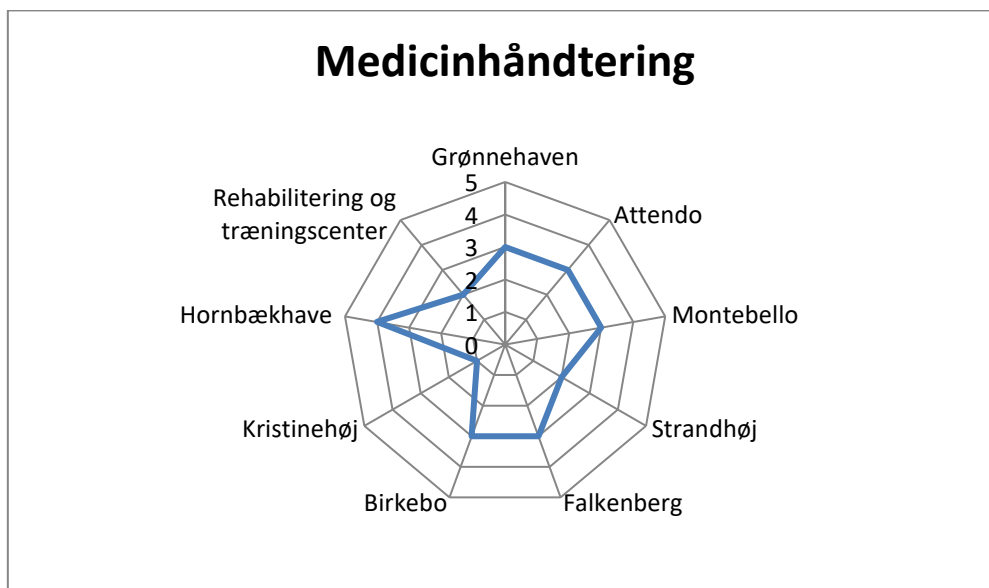 Medicinhåndtering
Grønnehaven
Attendo
Montebello
Strandhøj
Falkenberg
Birkebo
Kristinehøj
Hornbækhave
Rehabilitering og
træningscenter
5
4
3
2
1
0